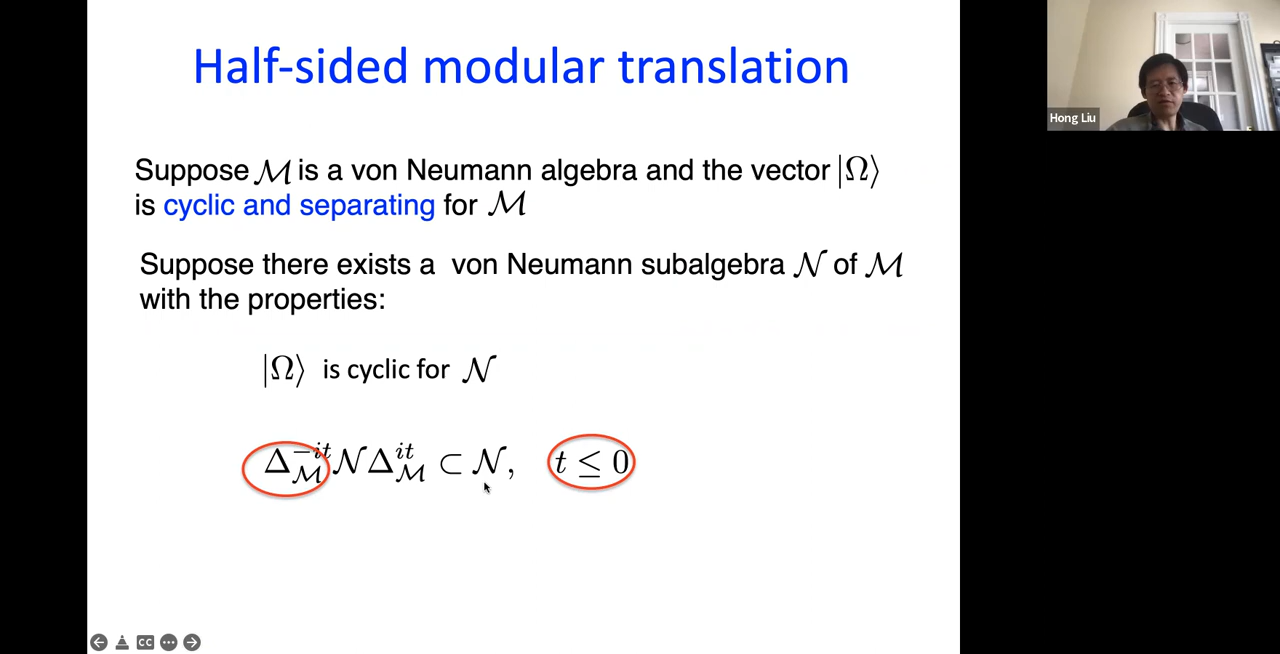 Half-sided modular translation
Hong Liu
Suppose ℳ is a von Neumann algebra and the vector |Ω⟩
is cyclic and separating for ℳ
Suppose there exists a von Neumann subalgebra 𝒩 of ℳ
with the properties:
|Ω⟩ is cyclic for 𝒩
Δ_ℳ^{-it} 𝒩 Δ_ℳ^{it} ⊂ 𝒩, t ≤ 0
CC